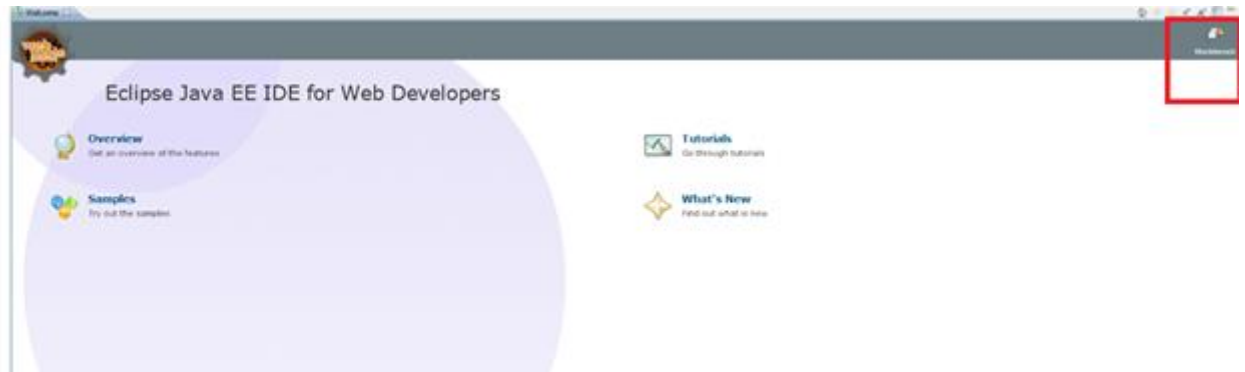 Welcome
Workbench
Eclipse Java EE IDE for Web Developers
Overview
Get an overview of the features
Tutorials
Go through tutorials
Samples
Try out the samples
What's New
Find out what is new